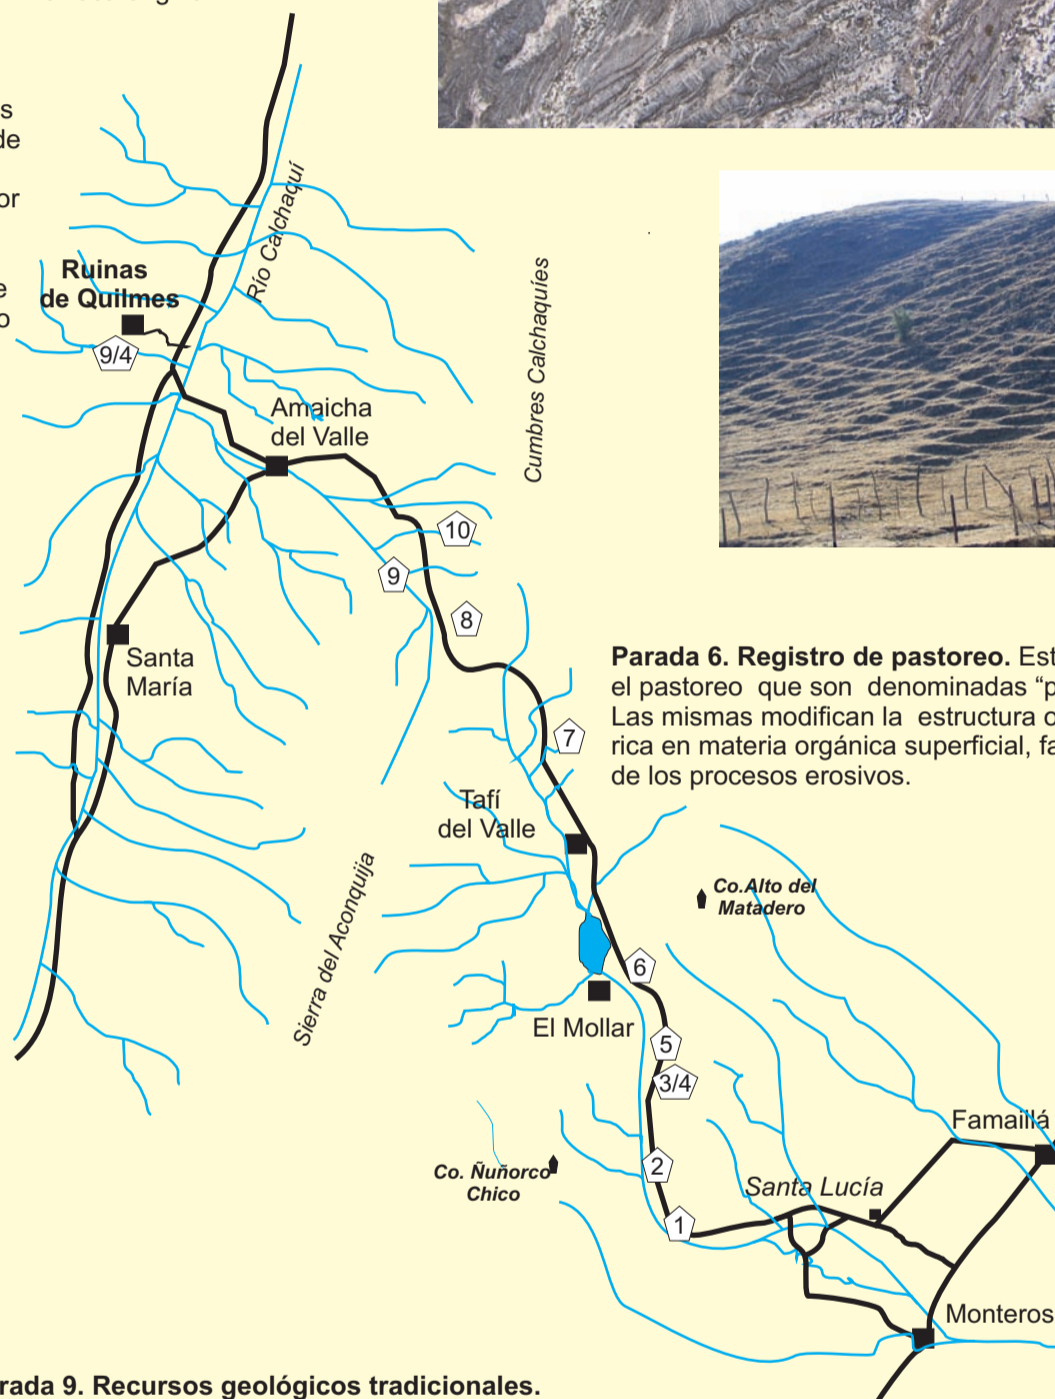 s
de
or
e
o
Río Calchaquí
Ruinas
de Quilmes
9/4
Cumbres Calchaquíes
Amaicha
del Valle
10
9
8
Santa
María
Parada 6. Registro de pastoreo. Est
el pastoreo que son denominadas “p
Las mismas modifican la estructura o
rica en materia orgánica superficial, fa
de los procesos erosivos.
7
Tafí
del Valle
Sierra del Aconquija
Co.Alto del
Matadero
6
El Mollar
5
3/4
Famaillá
2
Co. Ñuñorco
Chico
Santa Lucía
1
Monteros
rada 9. Recursos geológicos tradicionales.